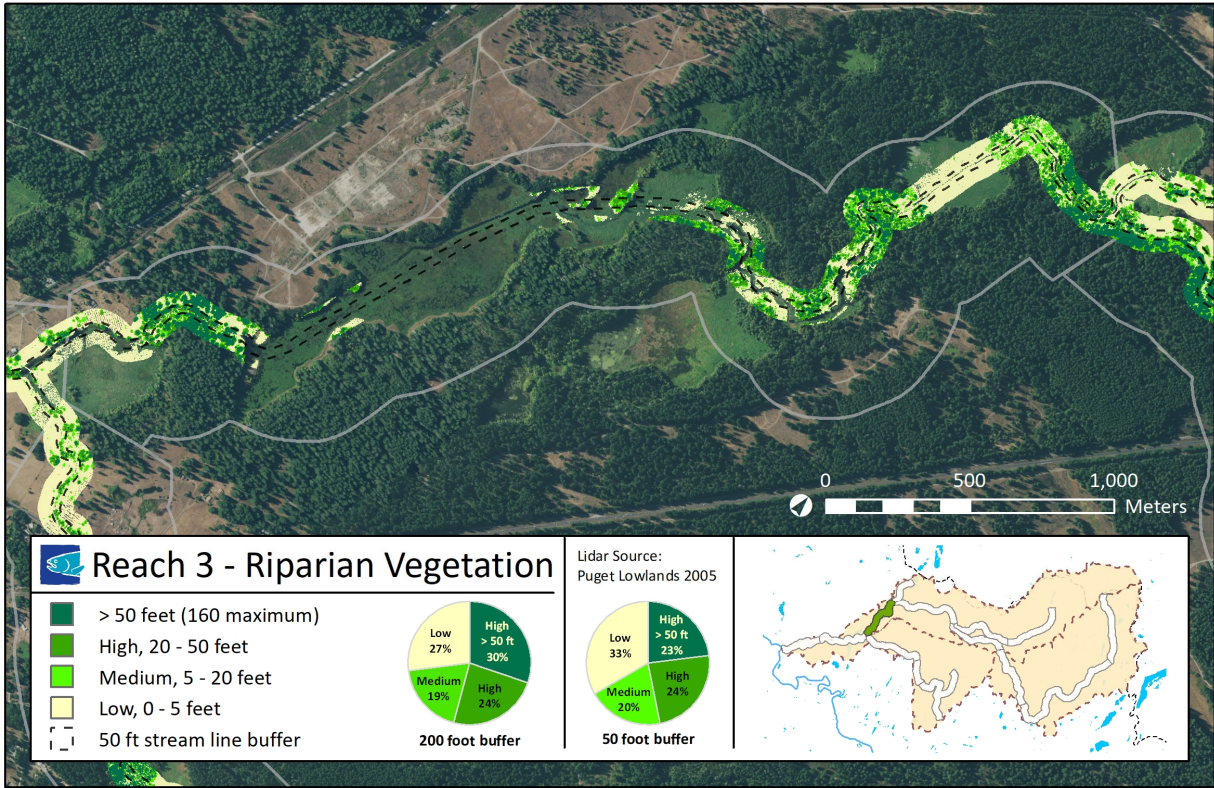 0 500 1,000
Meters
Reach 3 - Riparian Vegetation
> 50 feet (160 maximum)
High, 20 - 50 feet
Medium, 5 - 20 feet
Low, 0 - 5 feet
50 ft stream line buffer
Low
27%
High
> 50 ft
30%
Medium
19%
High
24%
200 foot buffer
Lidar Source:
Puget Lowlands 2005
Low
33%
High
> 50 ft
23%
Medium
20%
High
24%
50 foot buffer